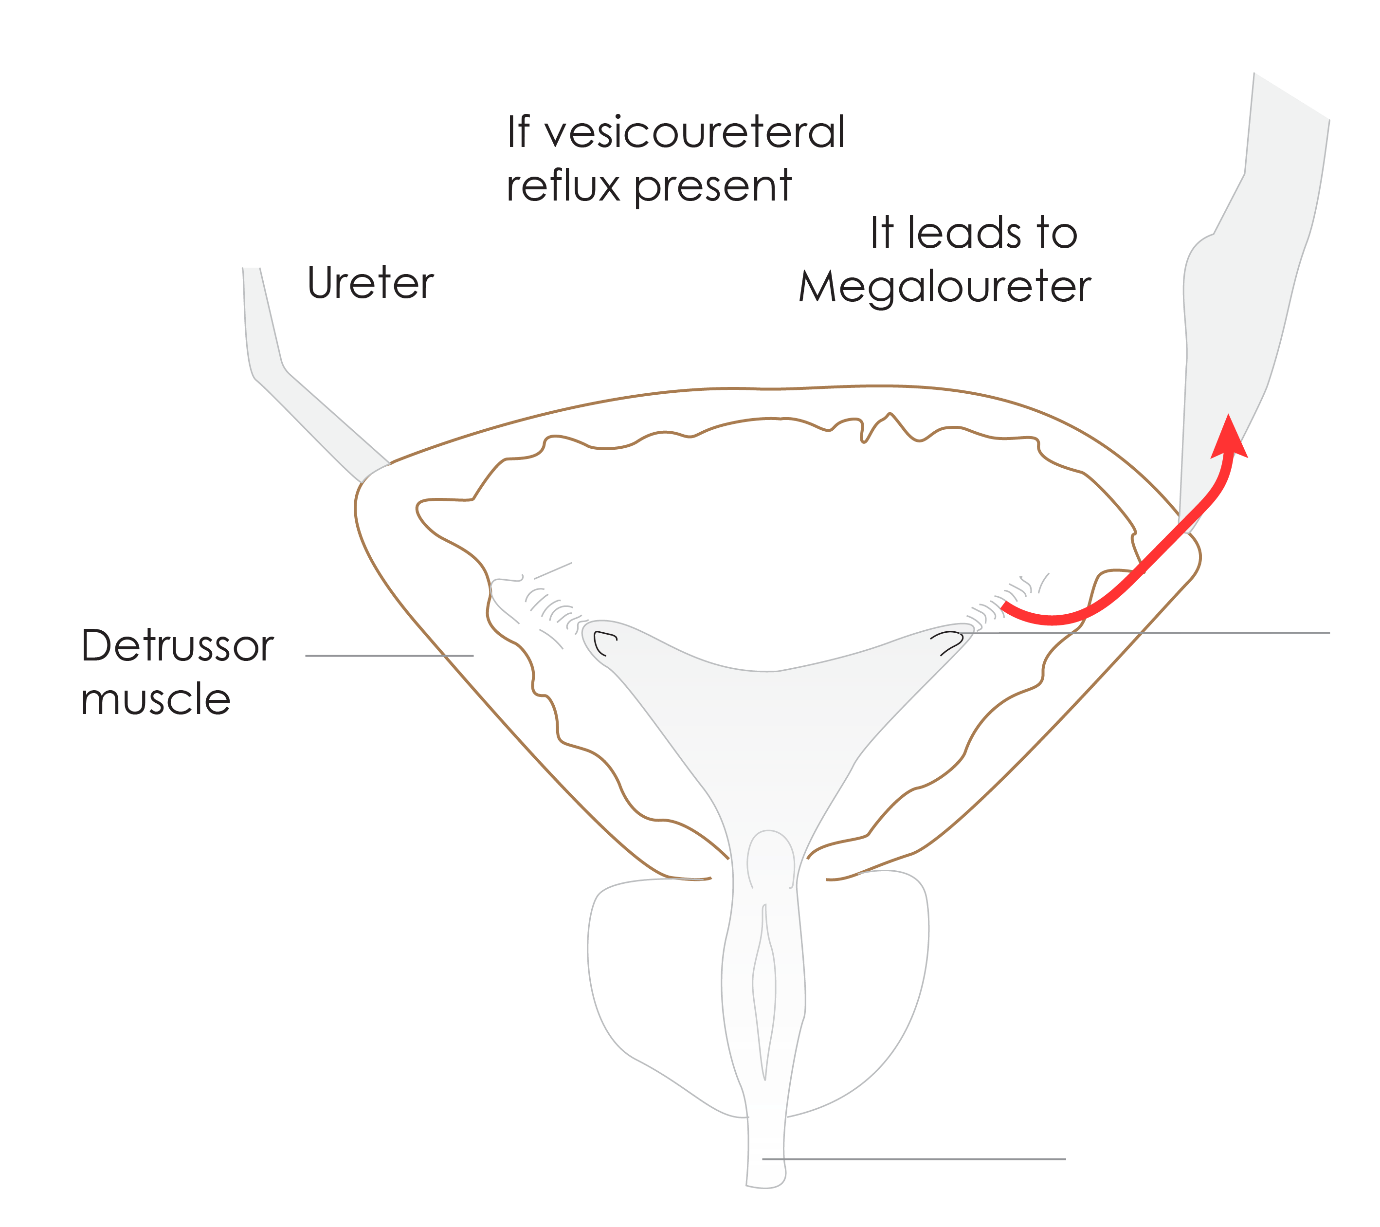 If vesicoureteral
reflux present
It leads to
Megaloureter
Ureter
Detrussor
muscle